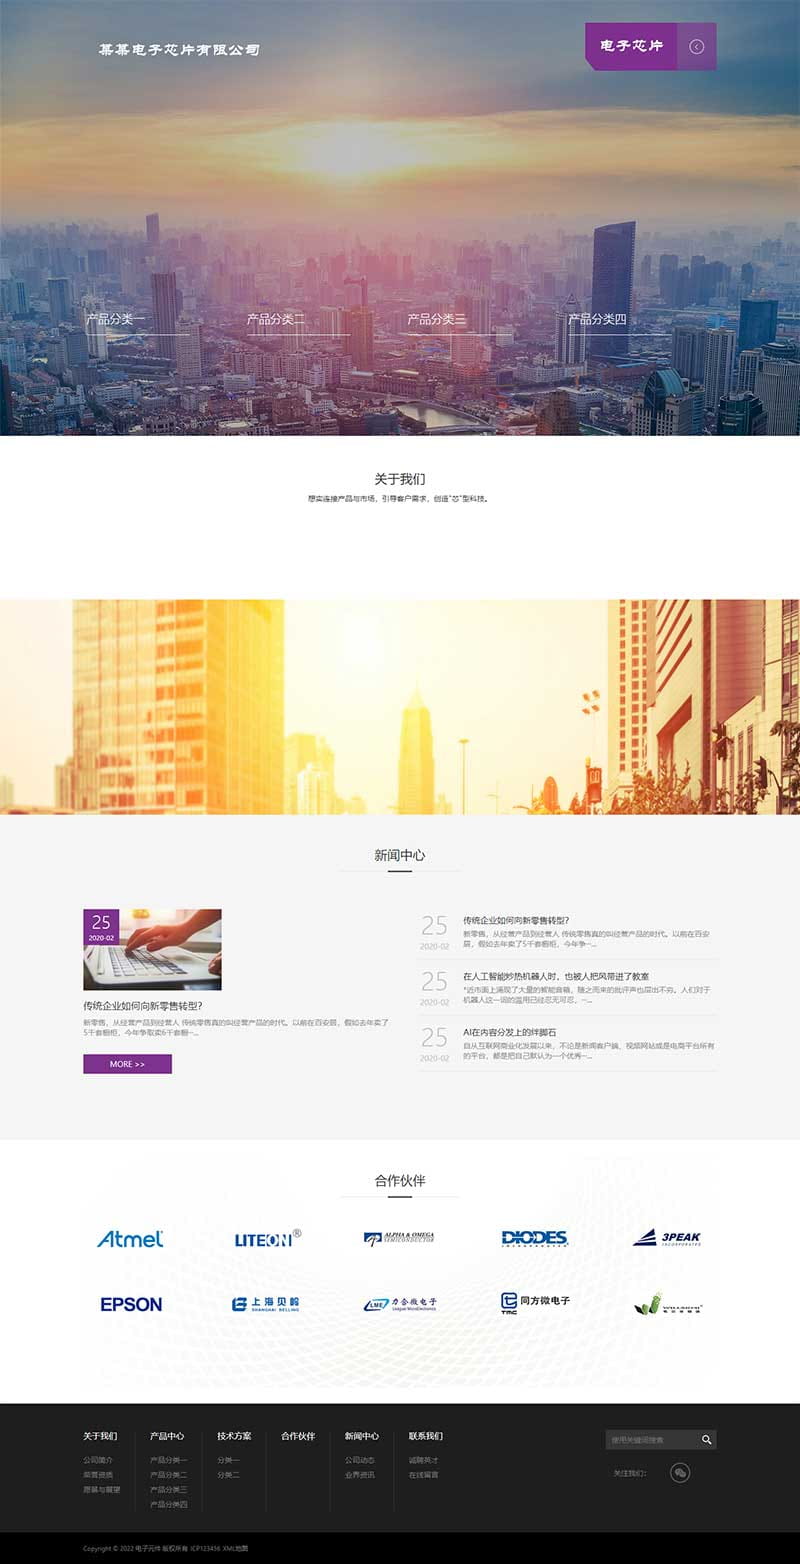 某某电子芯片有限公司
电子芯片
产品分类一
产品分类二
产品分类三
产品分类四
关于我们
想实连接产品与市场，引导客户需求，创造"芯"型科技。
新闻中心
25
2020-02
传统企业如何向新零售转型?
新零售，从经营产品到经营人 传统零售真的叫经营产品的时代。以前在百安居，假如去年卖了
5千套橱柜，今年争取卖6千套橱···...
MORE >>
25
2020-02
传统企业如何向新零售转型?
新零售，从经营产品到经营人 传统零售真的叫经营产品的时代。以前在百安
居，假如去年卖了5千套橱柜，今年争···...
25
2020-02
在人工智能炒热机器人时，也被人把风带进了教室
"近市面上涌现了大量的智能音箱，随之而来的批评声也层出不穷。人们对于
机器人这一词的滥用已经忍无可忍，···...
25
2020-02
AI在内容分发上的绊脚石
自从互联网商业化发展以来，不论是新闻客户端、视频网站或是电商平台所有
的平台，都是把自己默认为一个优秀···...
合作伙伴
Atmel
LITEON®
ALPHA & OMEGA
SEMICONDUCTOR
DIODES
INCORPORATED
3PEAK
INCORPORATED
EPSON
上海贝岭
SHANGHAI BELLING
LME
力合微电子
Leaguer MicroElectronics
同方微电子
TMC
关于我们
公司简介
荣誉资质
愿景与展望
产品中心
产品分类一
产品分类二
产品分类三
产品分类四
技术方案
分类一
分类二
合作伙伴
新闻中心
公司动态
业界资讯
联系我们
诚聘英才
在线留言
使用关键词搜索
关注我们：
Copyright © 2022 电子元件 版权所有 ICP123456 XML地图